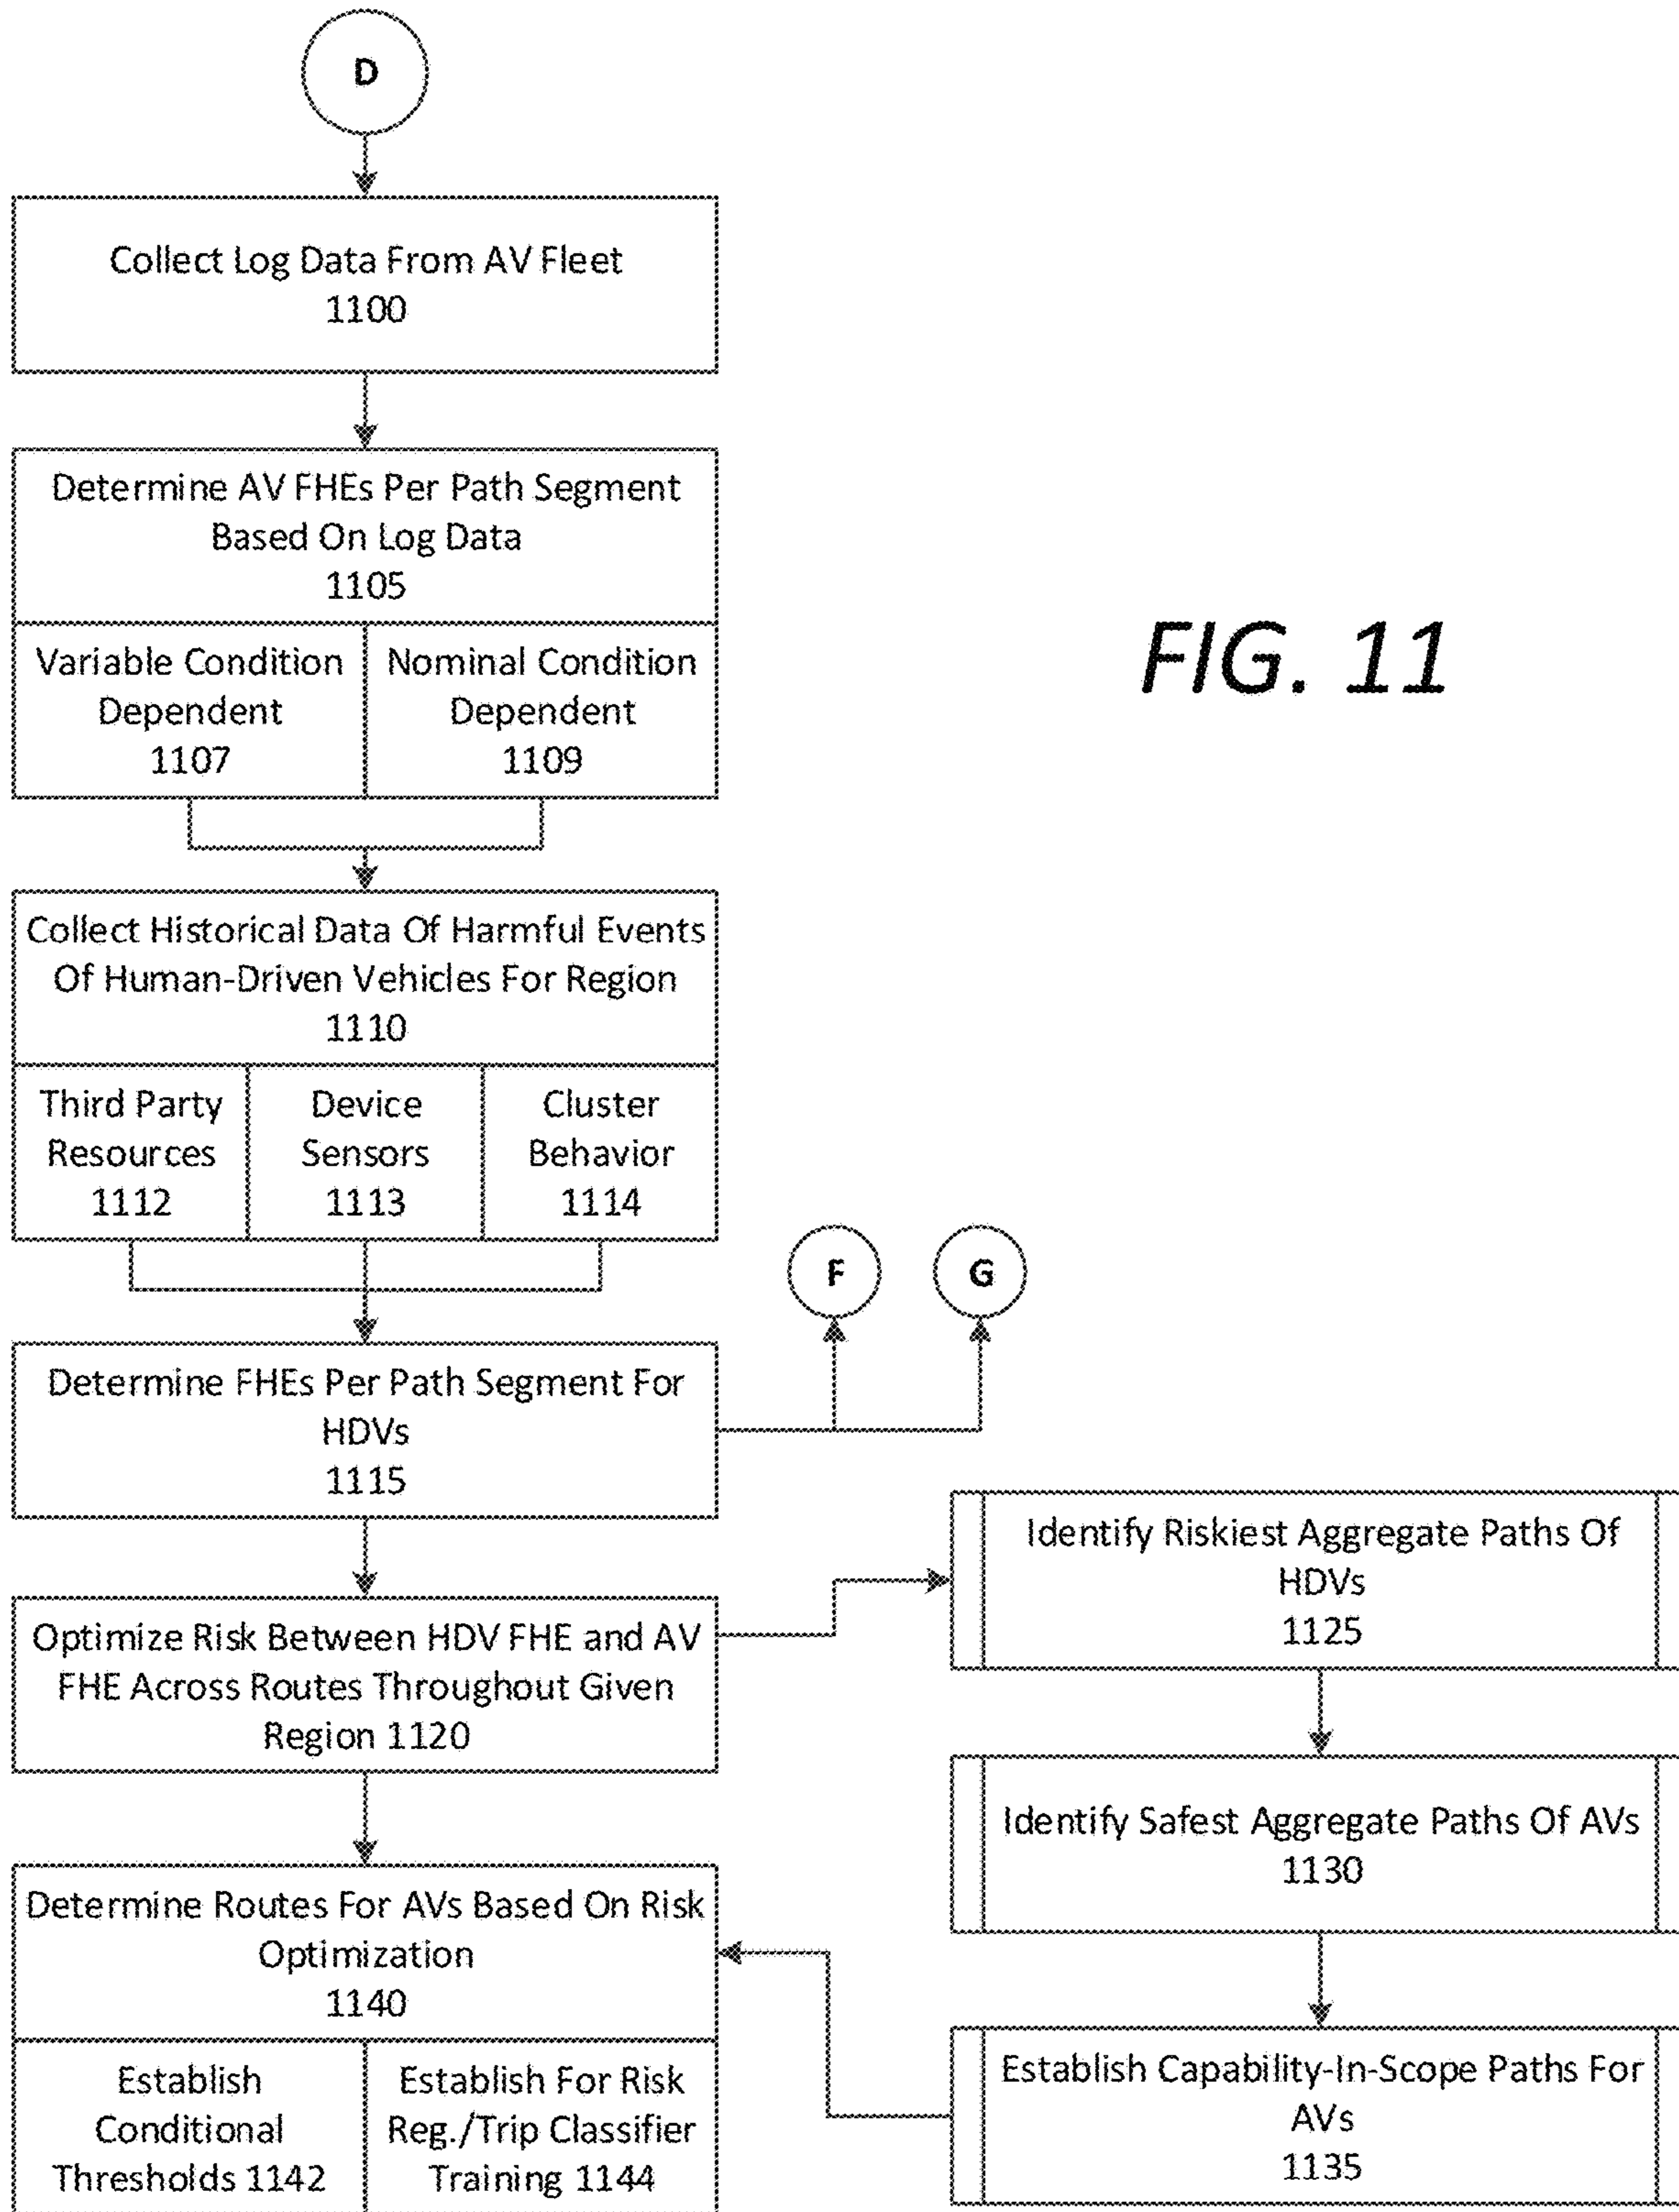 D
Collect Log Data From AV Fleet
1100
Determine AV FHEs Per Path Segment
Based On Log Data
1105
Variable Condition
Dependent
1107
Nominal Condition
Dependent
1109
FIG. 11
Collect Historical Data Of Harmful Events
Of Human-Driven Vehicles For Region
1110
Third Party
Resources
1112
Device
Sensors
1113
Cluster
Behavior
1114
F
G
Determine FHEs Per Path Segment For
HDVs
1115
Optimize Risk Between HDV FHE and AV
FHE Across Routes Throughout Given
Region 1120
Identify Riskiest Aggregate Paths Of
HDVs
1125
Identify Safest Aggregate Paths Of AVs
1130
Establish Capability-In-Scope Paths For
AVs
1135
Determine Routes For AVs Based On Risk
Optimization
1140
Establish
Conditional
Thresholds 1142
Establish For Risk
Reg./Trip Classifier
Training 1144